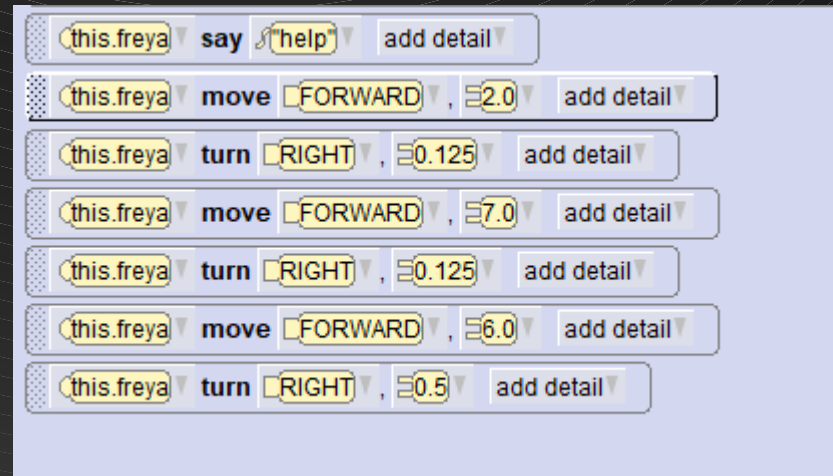 this.freya say "help" add detail
this.freya move FORWARD , 2.0 add detail
this.freya turn RIGHT , 0.125 add detail
this.freya move FORWARD , 7.0 add detail
this.freya turn RIGHT , 0.125 add detail
this.freya move FORWARD , 6.0 add detail
this.freya turn RIGHT , 0.5 add detail